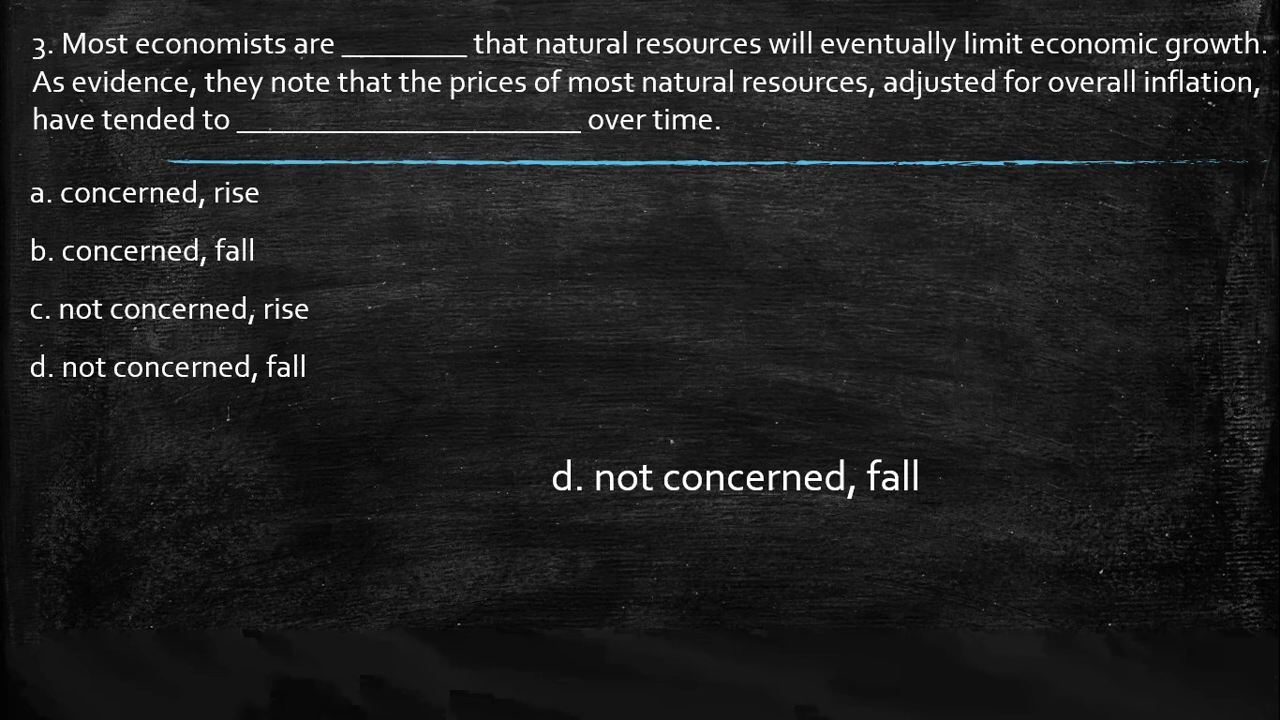 3. Most economists are ________ that natural resources will eventually limit economic growth.
As evidence, they note that the prices of most natural resources, adjusted for overall inflation,
have tended to ______________________ over time.
a. concerned, rise
b. concerned, fall
c. not concerned, rise
d. not concerned, fall
d. not concerned, fall